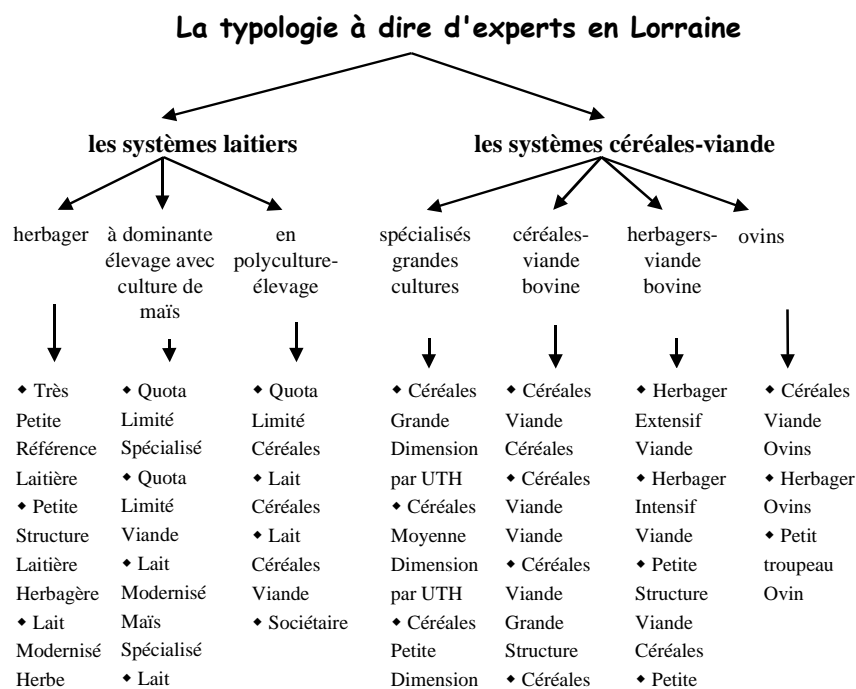 La typologie à dire d'experts en Lorraine
les systèmes laitiers
les systèmes céréales-viande
herbager
à dominante
élevage avec
culture de
maïs
en
polyculture-
élevage
spécialisés
grandes
cultures
céréales-
viande
bovine
herbagers-
viande
bovine
ovins
◆ Très
Petite
Référence
Laitière
◆ Petite
Structure
Laitière
Herbagère
◆ Lait
Modernisé
Herbe
◆ Quota
Limité
Spécialisé
◆ Quota
Limité
Viande
◆ Lait
Modernisé
Maïs
Spécialisé
◆ Lait
◆ Quota
Limité
Céréales
◆ Lait
Céréales
◆ Lait
Céréales
Viande
◆ Sociétaire
◆ Céréales
Grande
Dimension
par UTH
◆ Céréales
Moyenne
Dimension
par UTH
◆ Céréales
Petite
Dimension
◆ Céréales
Viande
Céréales
◆ Céréales
Viande
Viande
◆ Céréales
Viande
Grande
Structure
◆ Céréales
◆ Herbager
Extensif
Viande
◆ Herbager
Intensif
Viande
◆ Petite
Structure
Viande
Céréales
◆ Petite
◆ Céréales
Viande
Ovins
◆ Herbager
Ovins
◆ Petit
troupeau
Ovin